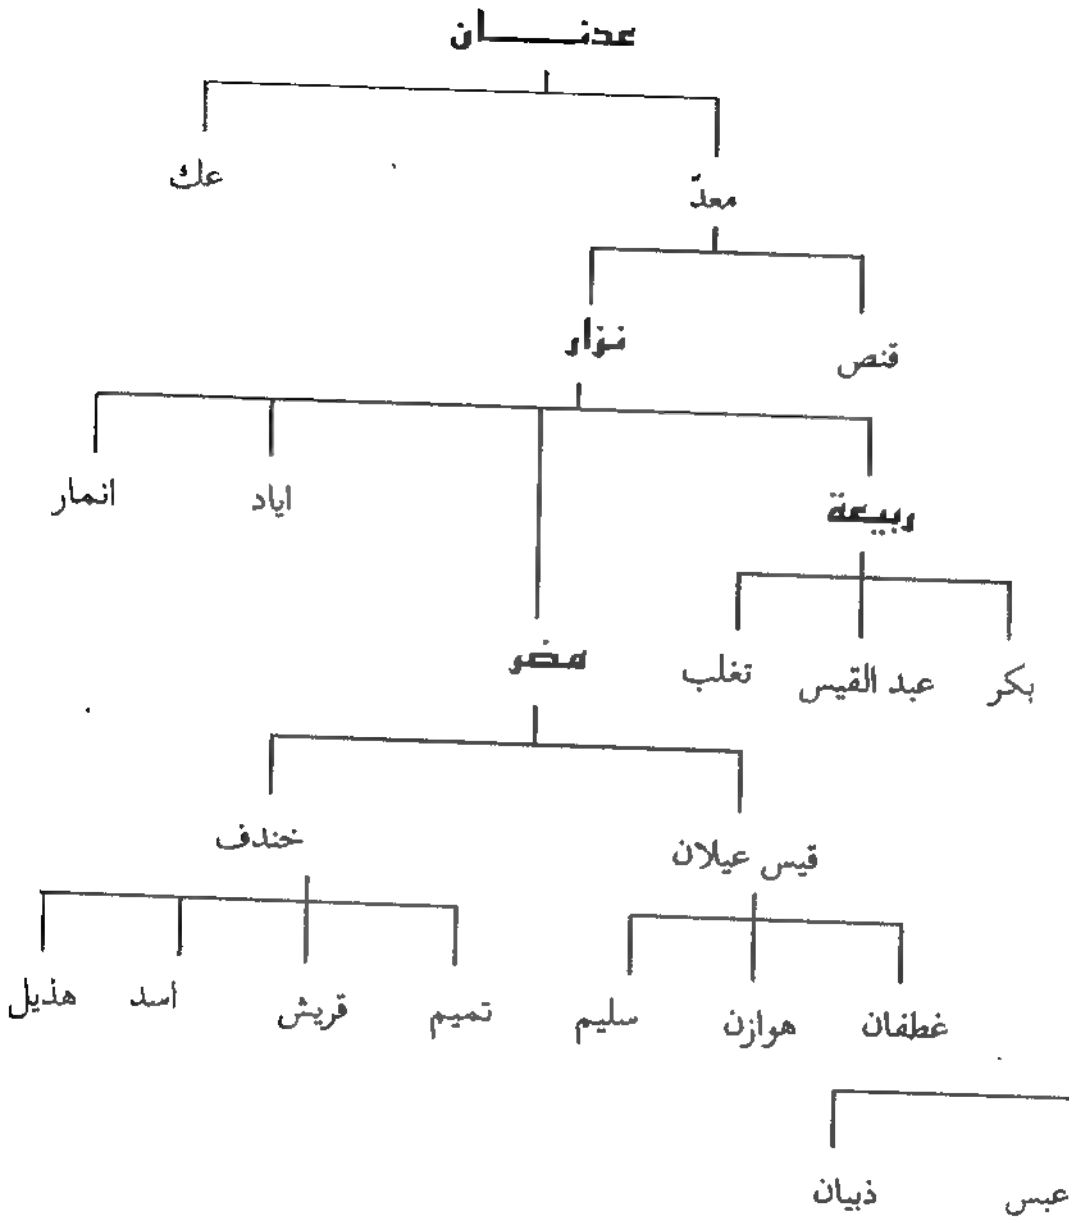 عدنـــــان
معدّ
عك
قنص
نزار
ربيعة
اياد
انمار
مضر
بكر
عبد القيس
تغلب
قيس عيلان
خندف
غطفان
هوازن
سليم
تميم
قريش
اسد
هذيل
عبس
ذبيان